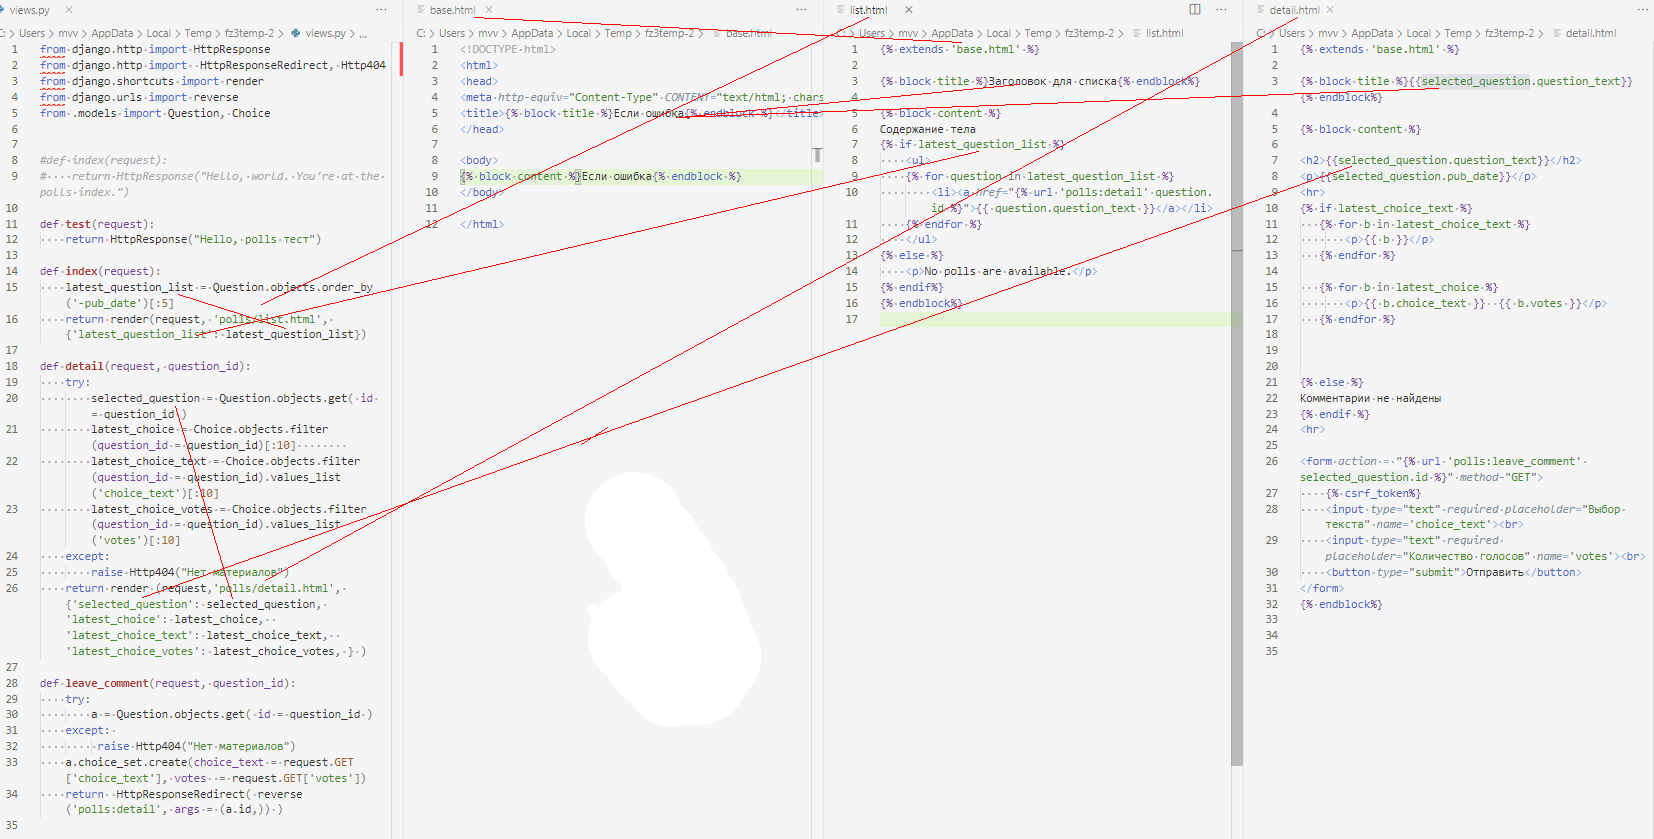 views.py
C: > Users > mvv > AppData > Local > Temp > fz3temp-2 > views.py > ...
1 from django.http import HttpResponse
2 from django.http import HttpResponseRedirect, Http404
3 from django.shortcuts import render
4 from django.urls import reverse
5 from .models import Question, Choice
6
7
8 #def index(request):
9 # return HttpResponse("Hello, world. You're at the
polls index.")
10
11 def test(request):
12 return HttpResponse("Hello, polls тест")
13
14 def index(request):
15 latest_question_list = Question.objects.order_by
('-pub_date')[:5]
16 return render(request, 'polls/list.html',
{'latest_question_list': latest_question_list})
17
18 def detail(request, question_id):
19 try:
20 selected_question = Question.objects.get( id
= question_id )
21 latest_choice = Choice.objects.filter
(question_id = question_id)[:10]
22 latest_choice_text = Choice.objects.filter
(question_id = question_id).values_list
('choice_text')[:10]
23 latest_choice_votes = Choice.objects.filter
(question_id = question_id).values_list
('votes')[:10]
24 except:
25 raise Http404("Нет материалов")
26 return render (request,'polls/detail.html',
{'selected_question': selected_question,
'latest_choice': latest_choice,
'latest_choice_text': latest_choice_text,
'latest_choice_votes': latest_choice_votes, } )
27
28 def leave_comment(request, question_id):
29 try:
30 a = Question.objects.get( id = question_id )
31 except:
32 raise Http404("Нет материалов")
33 a.choice_set.create(choice_text = request.GET
['choice_text'], votes = request.GET['votes'])
34 return HttpResponseRedirect( reverse
('polls:detail', args = (a.id,)) )
35
base.html
C: > Users > mvv > AppData > Local > Temp > fz3temp-2 > base.html
1 <!DOCTYPE html>
2 <html>
3 <head>
4 <meta http-equiv="Content-Type" CONTENT="text/html; chars
5 <title>{% block title %}Если ошибка{% endblock %}</title>
6 </head>
7
8 <body>
9 {% block content %}Если ошибка{% endblock %}
10 </body>
11
12 </html>
list.html
C: > Users > mvv > AppData > Local > Temp > fz3temp-2 > list.html
1 {% extends 'base.html' %}
2
3 {% block title %}Заголовок для списка{% endblock%}
4
5 {% block content %}
6 Содержание тела
7 {% if latest_question_list %}
8 <ul>
9 {% for question in latest_question_list %}
10 <li><a href="{% url 'polls:detail' question.
id %}">{{ question.question_text }}</a></li>
11 {% endfor %}
12 </ul>
13 {% else %}
14 <p>No polls are available.</p>
15 {% endif%}
16 {% endblock%}
17
detail.html
C: > Users > mvv > AppData > Local > Temp > fz3temp-2 > detail.html
1 {% extends 'base.html' %}
2
3 {% block title %}{{selected_question.question_text}}
{% endblock%}
4
5 {% block content %}
6
7 <h2>{{selected_question.question_text}}</h2>
8 <p>{{selected_question.pub_date}}</p>
9 <hr>
10 {% if latest_choice_text %}
11 {% for b in latest_choice_text %}
12 <p>{{ b }}</p>
13 {% endfor %}
14
15 {% for b in latest_choice %}
16 <p>{{ b.choice_text }} {{ b.votes }}</p>
17 {% endfor %}
18
19
20
21 {% else %}
22 Комментарии не найдены
23 {% endif %}
24 <hr>
25
26 <form action = "{% url 'polls:leave_comment'
selected_question.id %}" method="GET">
27 {% csrf_token%}
28 <input type="text" required placeholder="Выбор
текста" name='choice_text'><br>
29 <input type="text" required
placeholder="Количество голосов" name='votes'><br>
30 <button type="submit">Отправить</button>
31 </form>
32 {% endblock%}
33
34
35